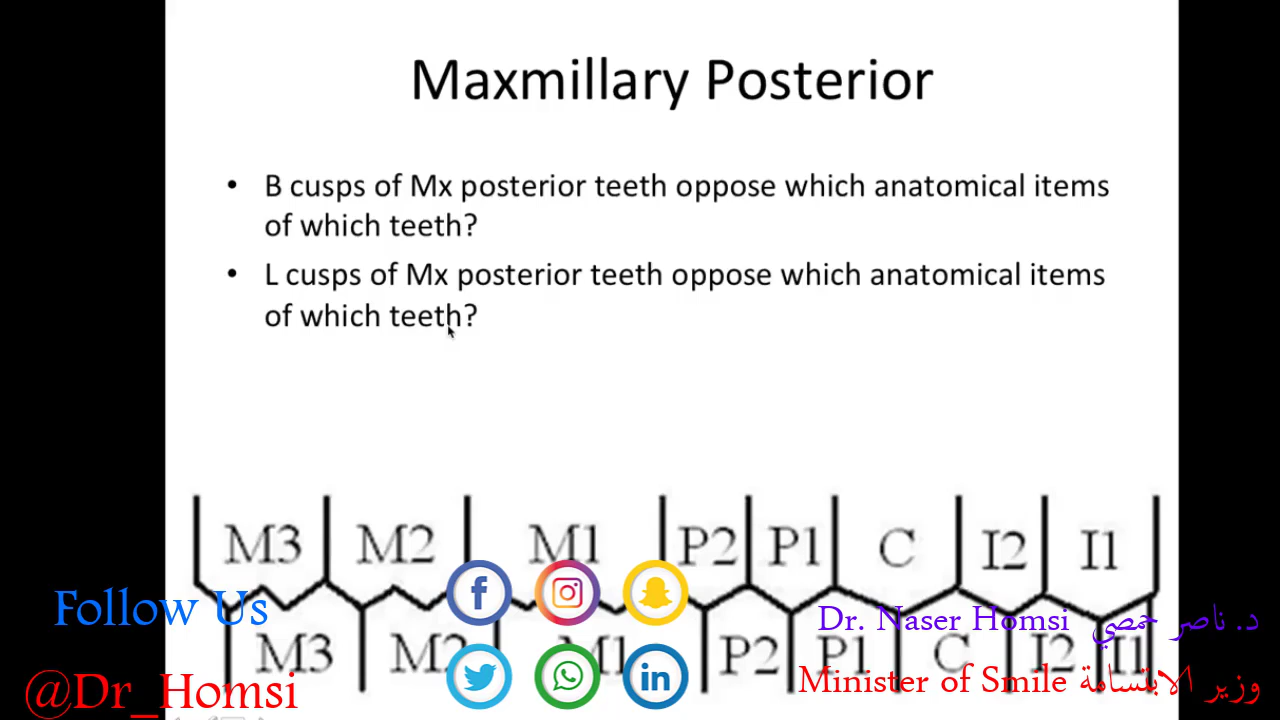 Maxmillary Posterior
• B cusps of Mx posterior teeth oppose which anatomical items
of which teeth?
• L cusps of Mx posterior teeth oppose which anatomical items
of which teeth?
M3 M2 M1 P2 P1 C I2 I1
Follow Us
Dr. Naser Homsi د. ناصر حمصي
M3 M2 M1 P2 P1 C I2 I1
@Dr_Homsi
Minister of Smile وزير الابتسامة